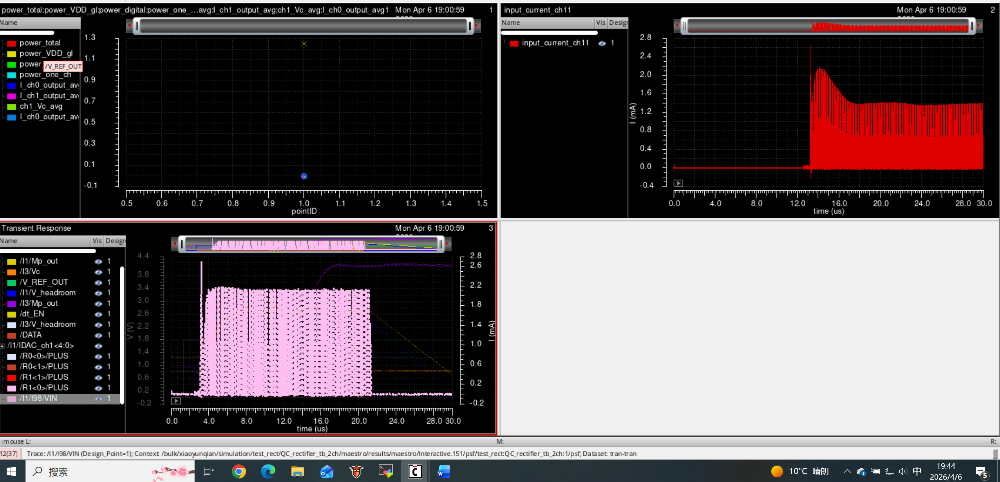 power_total:power_VDD_gl:power_digital:power_one_...avg:I_ch1_output_avg:ch1_Vc_avg:I_ch0_output_avg1 Mon Apr 6 19:00:59 1
Name
power_total
power_VDD_gl
power_
/V_REF_OUT
power_one_ch
I_ch0_output_av
I_ch1_output_av
ch1_Vc_avg
I_ch0_output_av
1.3
1.1
0.9
0.7
0.5
0.3
0.1
-0.1
0.5 0.6 0.7 0.8 0.9 1.0 1.1 1.2 1.3 1.4 1.5
pointID
input_current_ch11 Mon Apr 6 19:00:59 2
Name Vis Design
input_current_ch11 1
2.8
2.4
2.0
1.6
1.2
0.8
0.4
0.0
-0.4
I (mA)
0.0 4.0 8.0 12.0 16.0 20.0 24.0 28.0 30.0
time (us)
Transient Response Mon Apr 6 19:00:59 3
Name Vis Design
/I1/Mp_out 1
/I3/Vc 1
/V_REF_OUT 1
/I1/V_headroom 1
/I3/Mp_out 1
/dt_EN 1
/I3/V_headroom 1
/DATA 1
/I1/IDAC_ch1<4:0>
/R0<0>/PLUS 1
/R0<1>/PLUS 1
/R1<1>/PLUS 1
/R1<0>/PLUS 1
/I1/I98/VIN 1
4.4
3.8
3.4
3.0
2.6
2.2
1.8
1.4
1.0
0.6
0.2
-0.2
V (V)
2.8
2.6
2.2
1.8
1.4
1.0
0.6
0.2
-0.2
I (mA)
0.0 4.0 8.0 12.0 16.0 20.0 24.0 28.0 30.0
time (us)
mouse L: M: R:
12(37) Trace: /I1/I98/VIN (Design_Point=1); Context: /bulk/xiaoyunqian/simulation/test_rect/QC_rectifier_tb_2ch/maestro/results/maestro/Interactive.151/psf/test_rect:QC_rectifier_tb_2ch:1/psf; Dataset: tran-tran
搜索
10°C 晴朗
中
19:44
2026/4/6
5